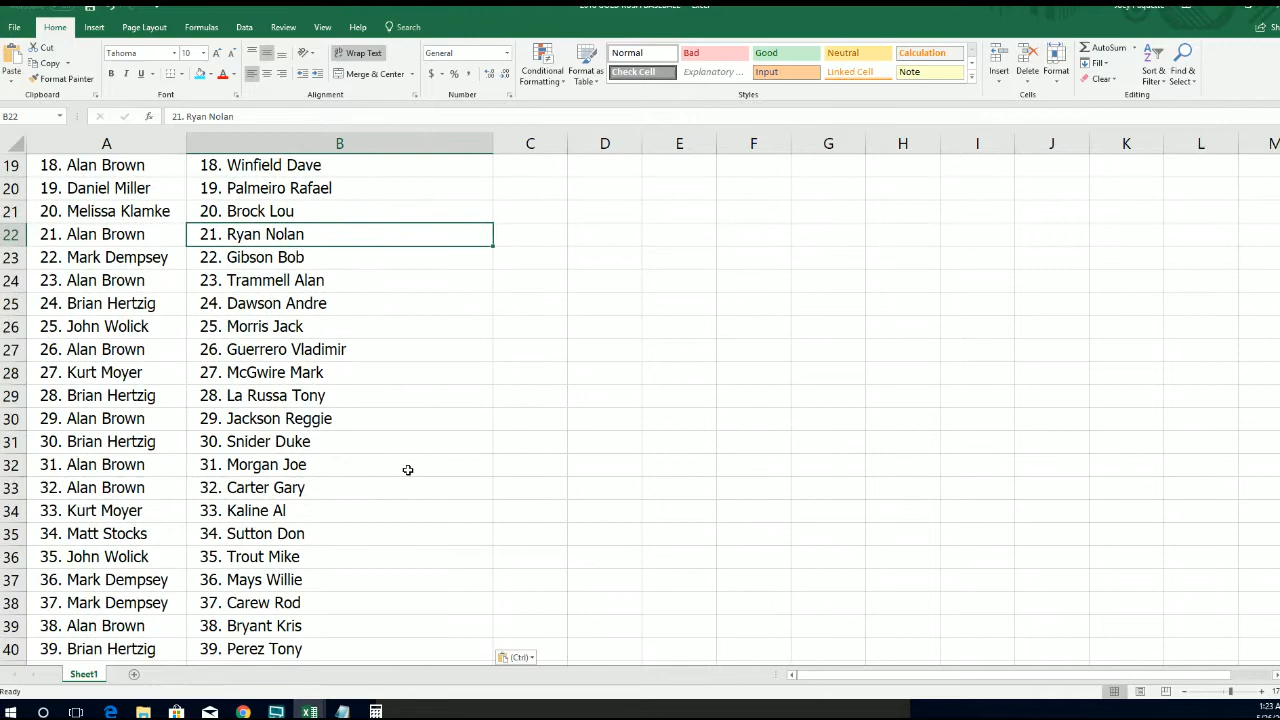 File Home Insert Page Layout Formulas Data Review View Help Search
Cut
Copy
Format Painter
Paste
Clipboard
Tahoma 10
Font
Wrap Text
Merge & Center
Alignment
General
Number
Conditional Formatting
Format as Table
Normal Bad Good Neutral Calculation
Check Cell Explanatory ... Input Linked Cell Note
Styles
Insert Delete Format
Cells
AutoSum
Fill
Clear
Sort & Filter
Find & Select
Editing
B22 21. Ryan Nolan
A B C D E F G H I J K L M
19 18. Alan Brown 18. Winfield Dave
20 19. Daniel Miller 19. Palmeiro Rafael
21 20. Melissa Klamke 20. Brock Lou
22 21. Alan Brown 21. Ryan Nolan
23 22. Mark Dempsey 22. Gibson Bob
24 23. Alan Brown 23. Trammell Alan
25 24. Brian Hertzig 24. Dawson Andre
26 25. John Wolick 25. Morris Jack
27 26. Alan Brown 26. Guerrero Vladimir
28 27. Kurt Moyer 27. McGwire Mark
29 28. Brian Hertzig 28. La Russa Tony
30 29. Alan Brown 29. Jackson Reggie
31 30. Brian Hertzig 30. Snider Duke
32 31. Alan Brown 31. Morgan Joe
33 32. Alan Brown 32. Carter Gary
34 33. Kurt Moyer 33. Kaline Al
35 34. Matt Stocks 34. Sutton Don
36 35. John Wolick 35. Trout Mike
37 36. Mark Dempsey 36. Mays Willie
38 37. Mark Dempsey 37. Carew Rod
39 38. Alan Brown 38. Bryant Kris
40 39. Brian Hertzig 39. Perez Tony
(Ctrl)
Sheet1
Ready